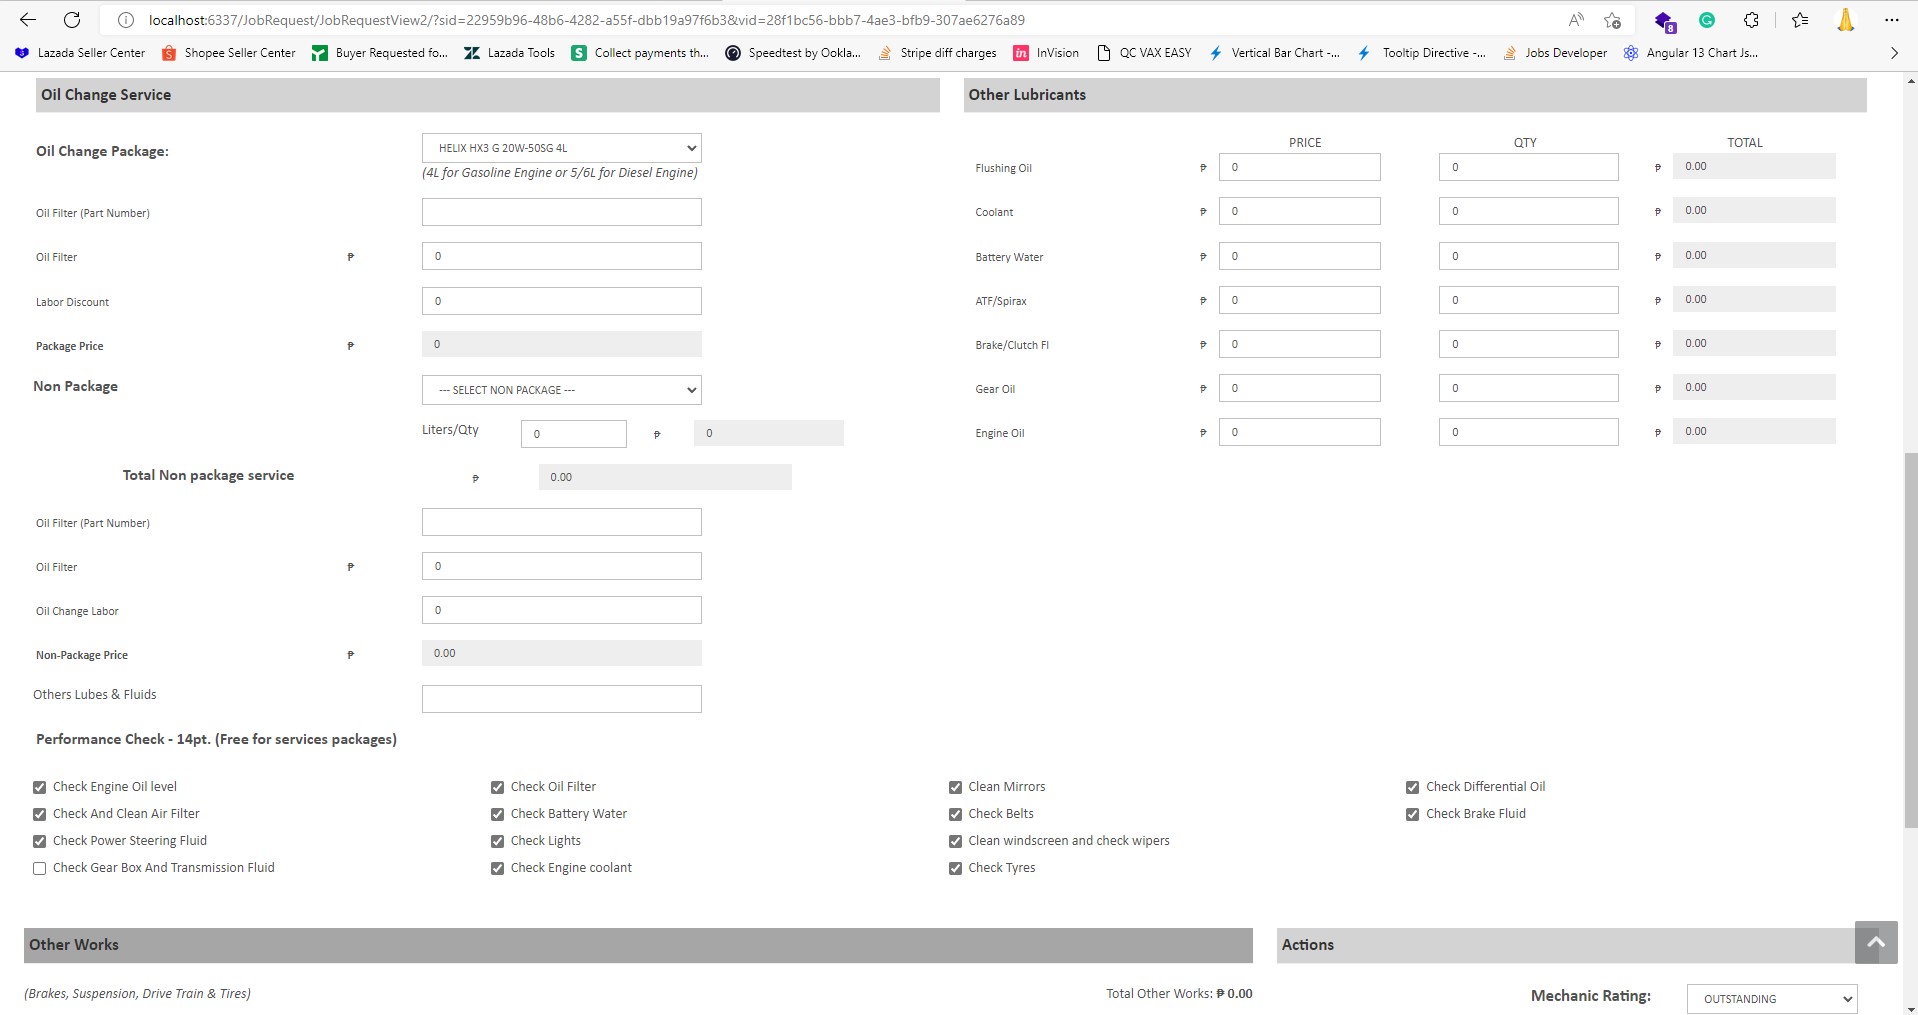 localhost:6337/JobRequest/JobRequestView2/?sid=22959b96-48b6-4282-a55f-dbb19a97f6b3&vid=28f1bc56-bbb7-4ae3-bfb9-307ae6276a89
8
Lazada Seller Center Shopee Seller Center Buyer Requested fo... Lazada Tools Collect payments th... Speedtest by Ookla... Stripe diff charges InVision QC VAX EASY Vertical Bar Chart -... Tooltip Directive -... Jobs Developer Angular 13 Chart Js...
Oil Change Service
Oil Change Package: HELIX HX3 G 20W-50SG 4L
(4L for Gasoline Engine or 5/6L for Diesel Engine)
Oil Filter (Part Number)
Oil Filter ₱ 0
Labor Discount 0
Package Price ₱ 0
Non Package --- SELECT NON PACKAGE ---
Liters/Qty 0 ₱ 0
Total Non package service ₱ 0.00
Oil Filter (Part Number)
Oil Filter ₱ 0
Oil Change Labor 0
Non-Package Price ₱ 0.00
Others Lubes & Fluids
Other Lubricants
PRICE QTY TOTAL
Flushing Oil ₱ 0 0 ₱ 0.00
Coolant ₱ 0 0 ₱ 0.00
Battery Water ₱ 0 0 ₱ 0.00
ATF/Spirax ₱ 0 0 ₱ 0.00
Brake/Clutch Fl ₱ 0 0 ₱ 0.00
Gear Oil ₱ 0 0 ₱ 0.00
Engine Oil ₱ 0 0 ₱ 0.00
Performance Check - 14pt. (Free for services packages)
Check Engine Oil level Check Oil Filter Clean Mirrors Check Differential Oil
Check And Clean Air Filter Check Battery Water Check Belts Check Brake Fluid
Check Power Steering Fluid Check Lights Clean windscreen and check wipers
Check Gear Box And Transmission Fluid Check Engine coolant Check Tyres
Other Works
(Brakes, Suspension, Drive Train & Tires) Total Other Works: ₱ 0.00
Actions
Mechanic Rating: OUTSTANDING